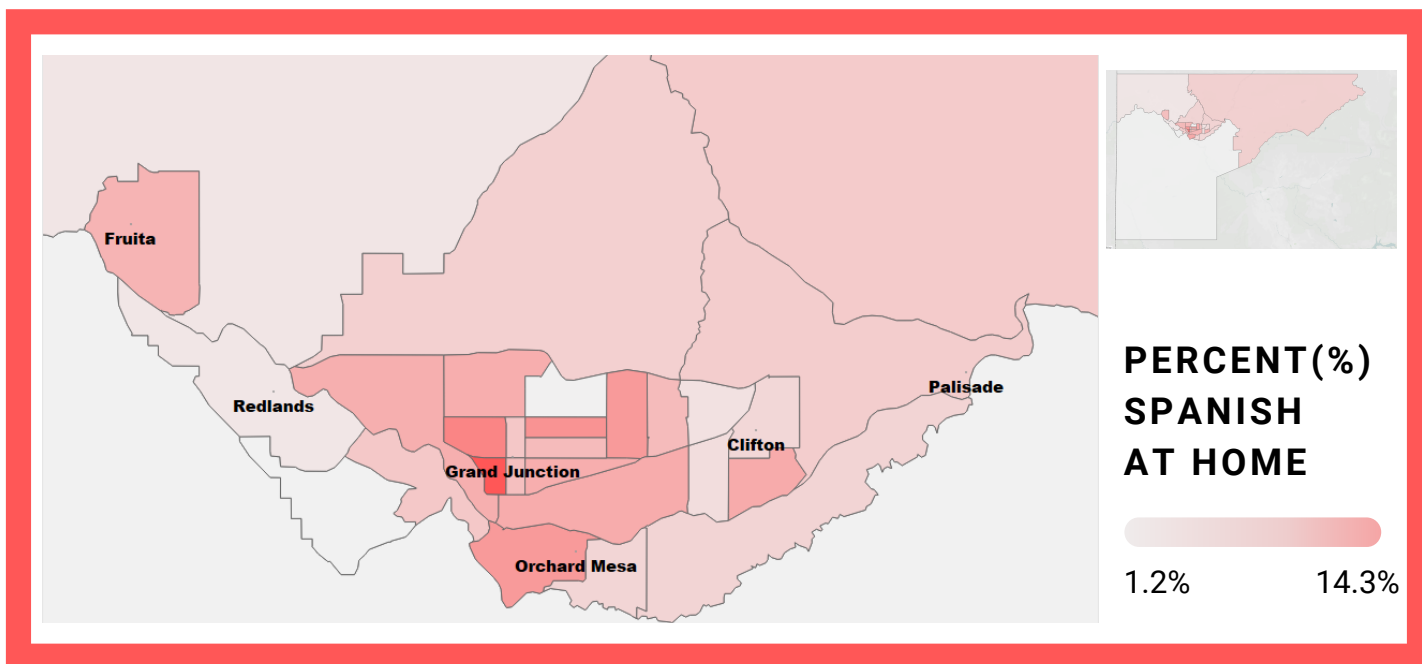 Fruita
Redlands
Palisade
Clifton
Grand Junction
Orchard Mesa
PERCENT(%)
SPANISH
AT HOME
1.2% 14.3%